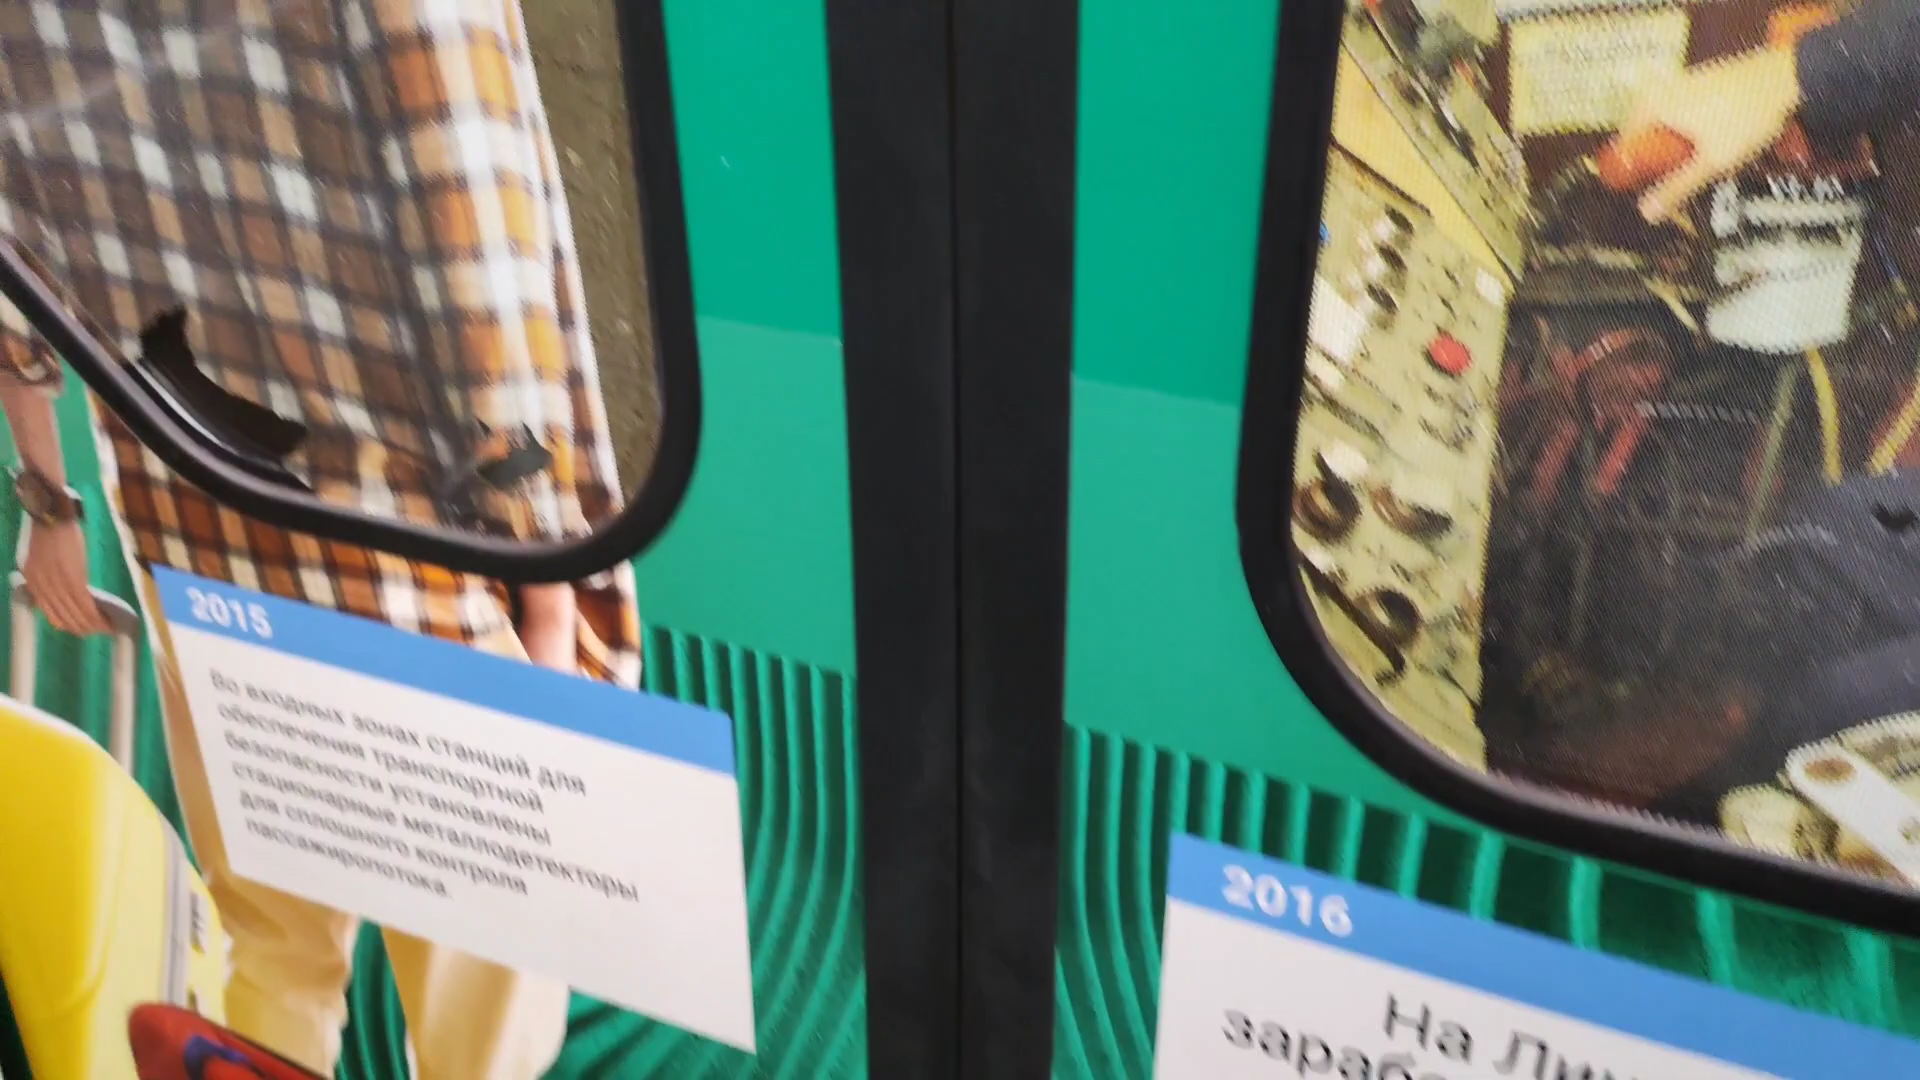 2015
Во входных зонах станций для
обеспечения транспортной
безопасности установлены
стационарные металлодетекторы
для сплошного контроля
пассажиропотока.
2016
На